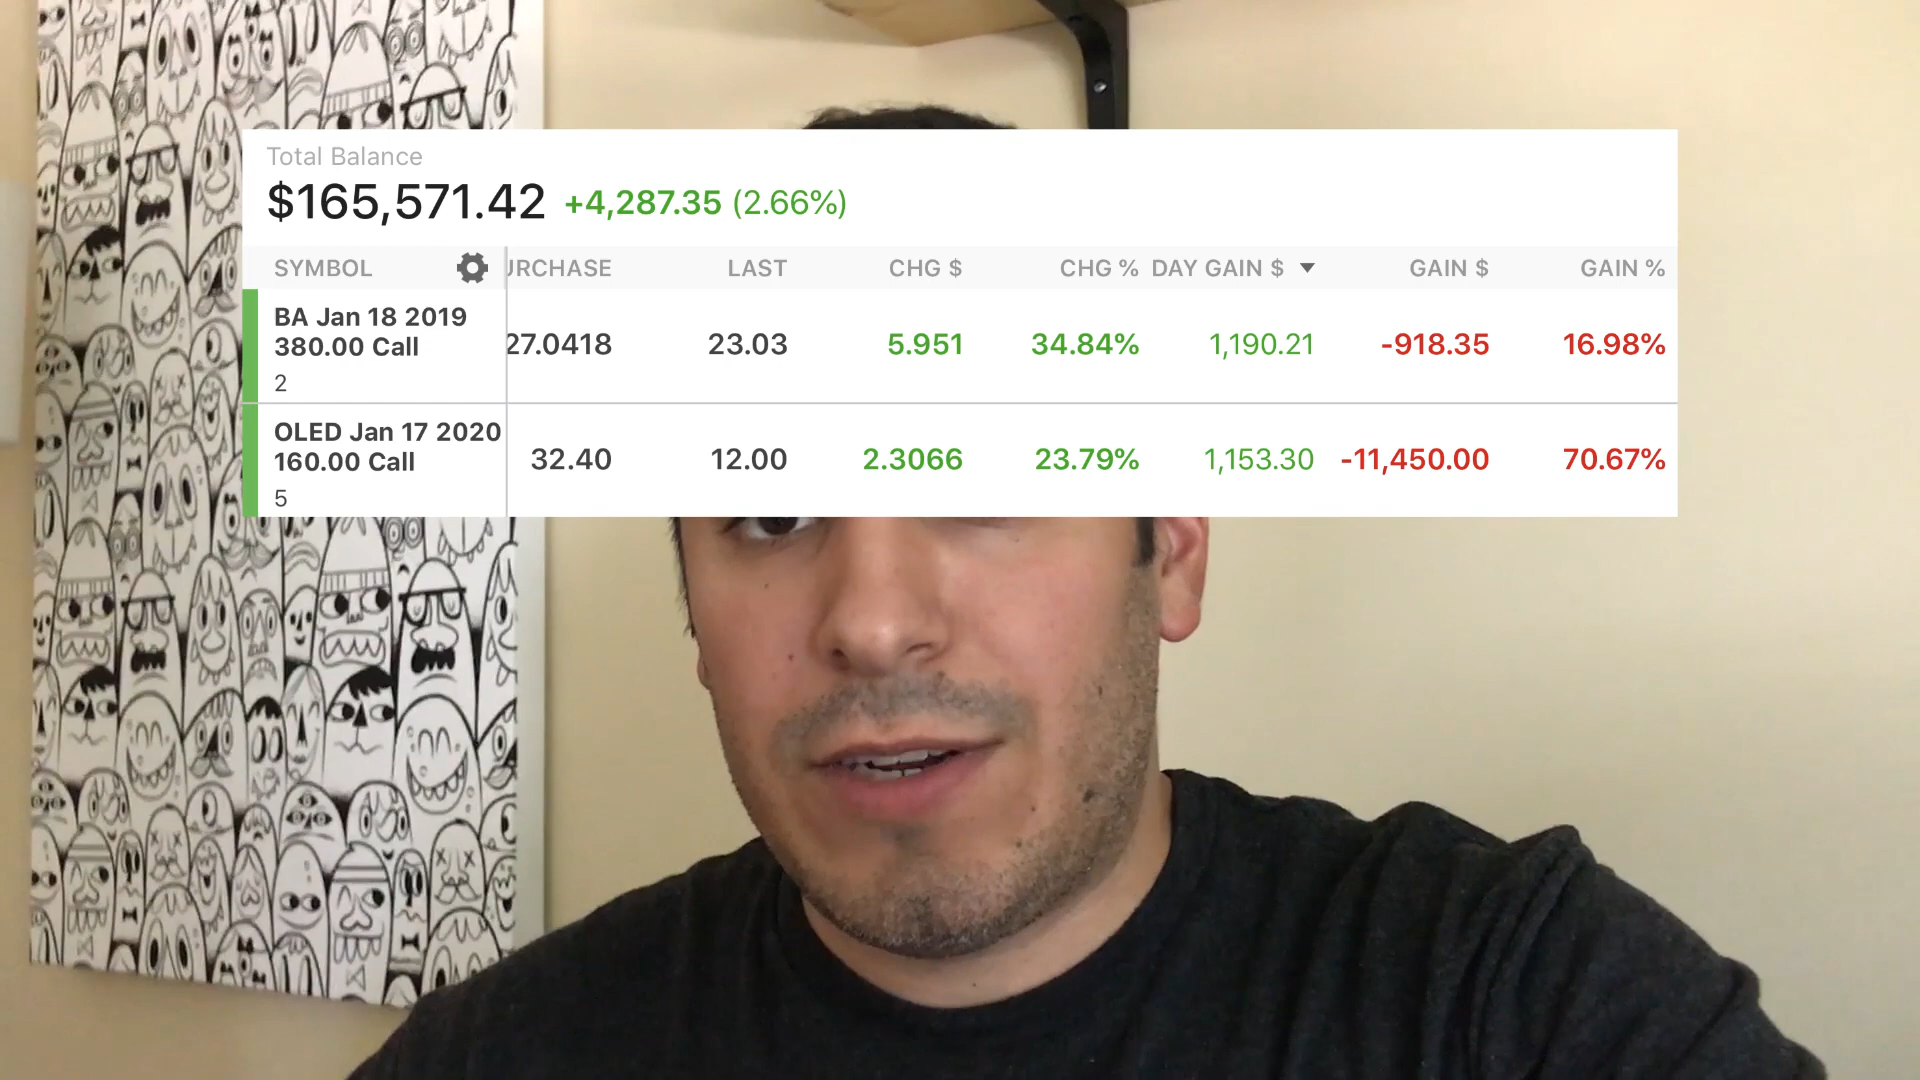 Total Balance
$165,571.42 +4,287.35 (2.66%)
SYMBOL URCHASE LAST CHG $ CHG % DAY GAIN $ GAIN $ GAIN %
BA Jan 18 2019
380.00 Call
2
27.0418 23.03 5.951 34.84% 1,190.21 -918.35 16.98%
OLED Jan 17 2020
160.00 Call
5
32.40 12.00 2.3066 23.79% 1,153.30 -11,450.00 70.67%